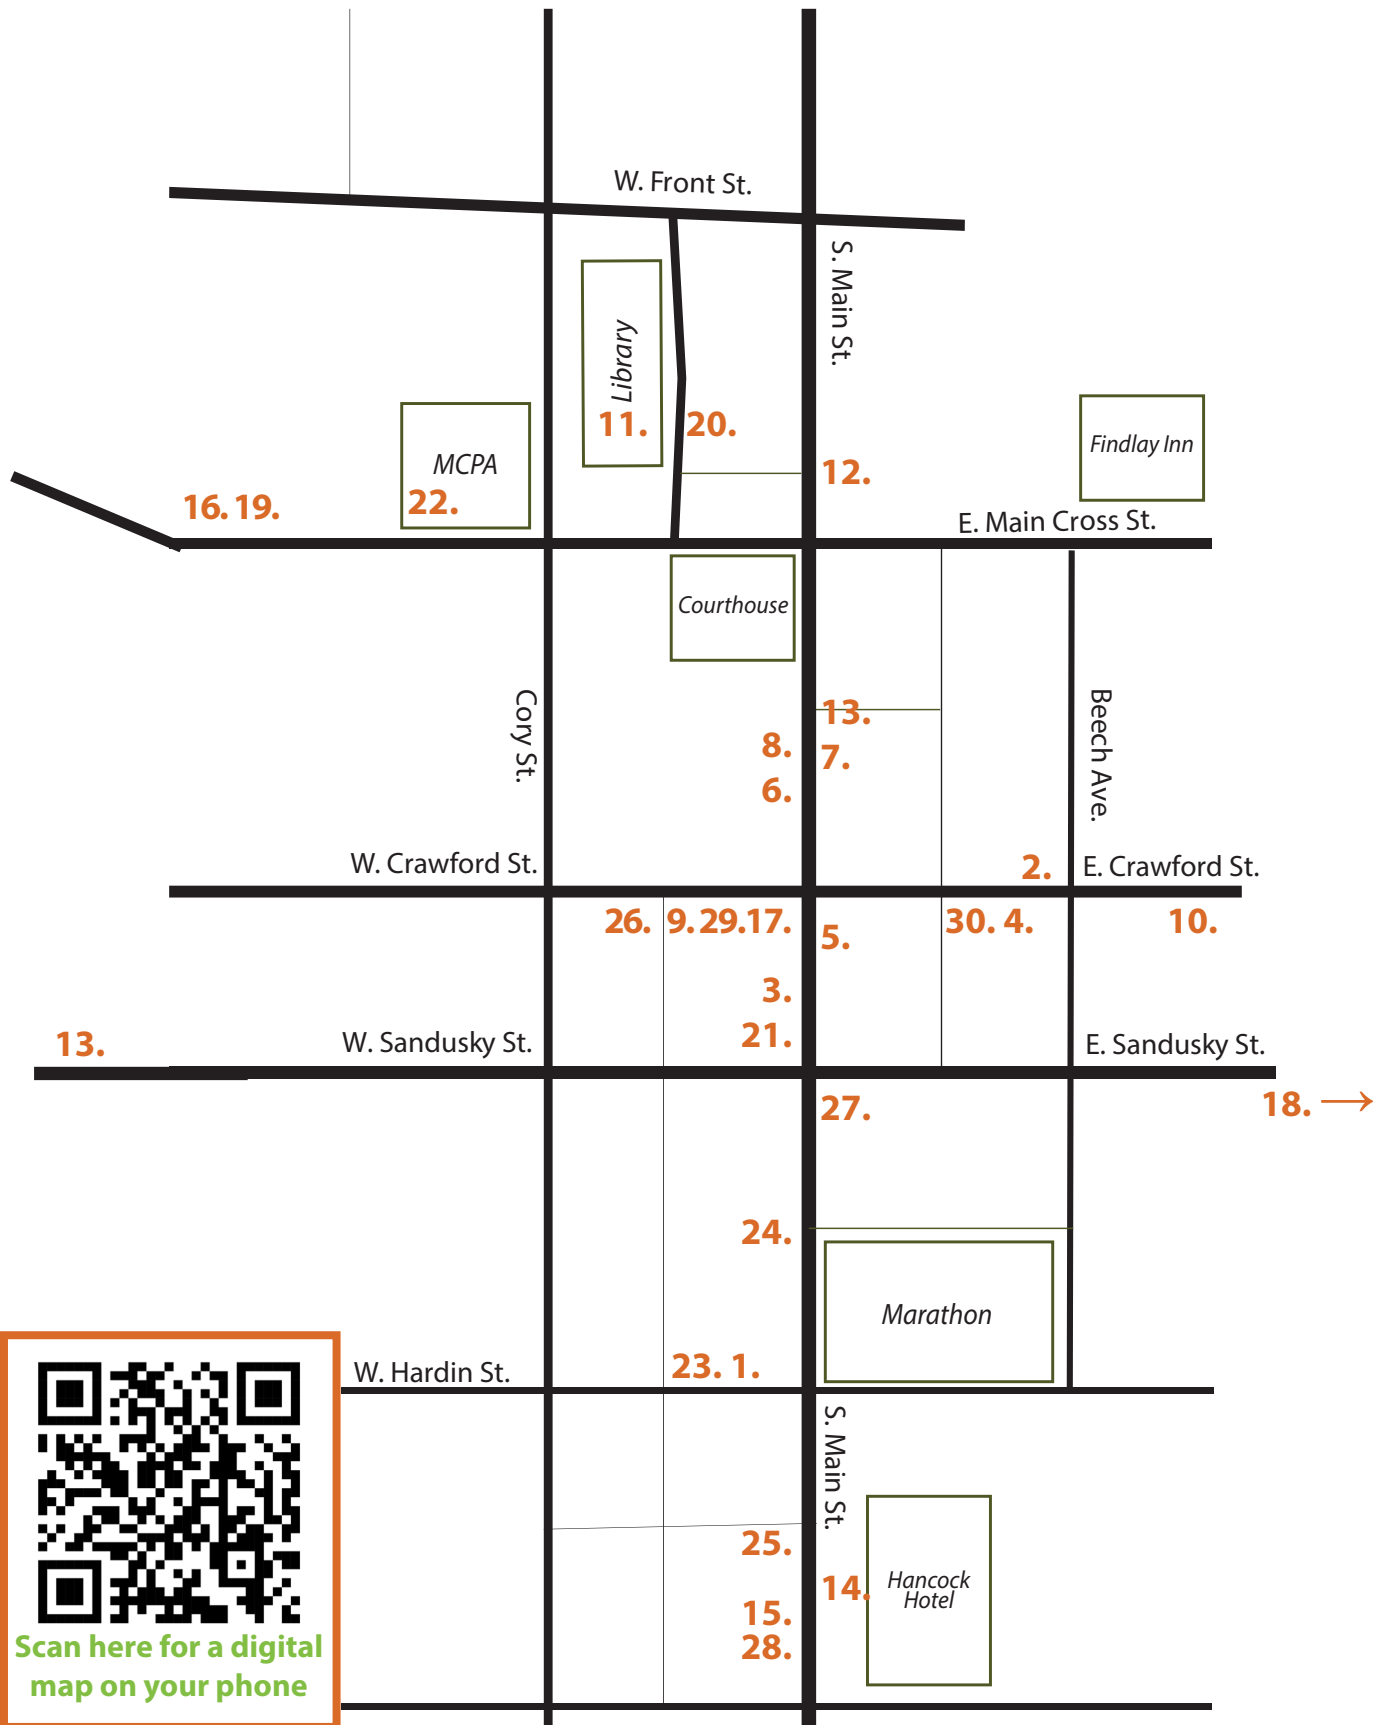 W. Front St.
S. Main St.
Library
11.
20.
MCPA
22.
12.
Findlay Inn
16. 19.
E. Main Cross St.
Courthouse
Cory St.
13.
8.
7.
6.
Beech Ave.
W. Crawford St.
2.
E. Crawford St.
26.
9. 29. 17.
5.
30. 4.
10.
3.
21.
13.
W. Sandusky St.
E. Sandusky St.
27.
18. →
24.
Marathon
W. Hardin St.
23. 1.
S. Main St.
25.
14.
Hancock
Hotel
15.
28.
Scan here for a digital
map on your phone